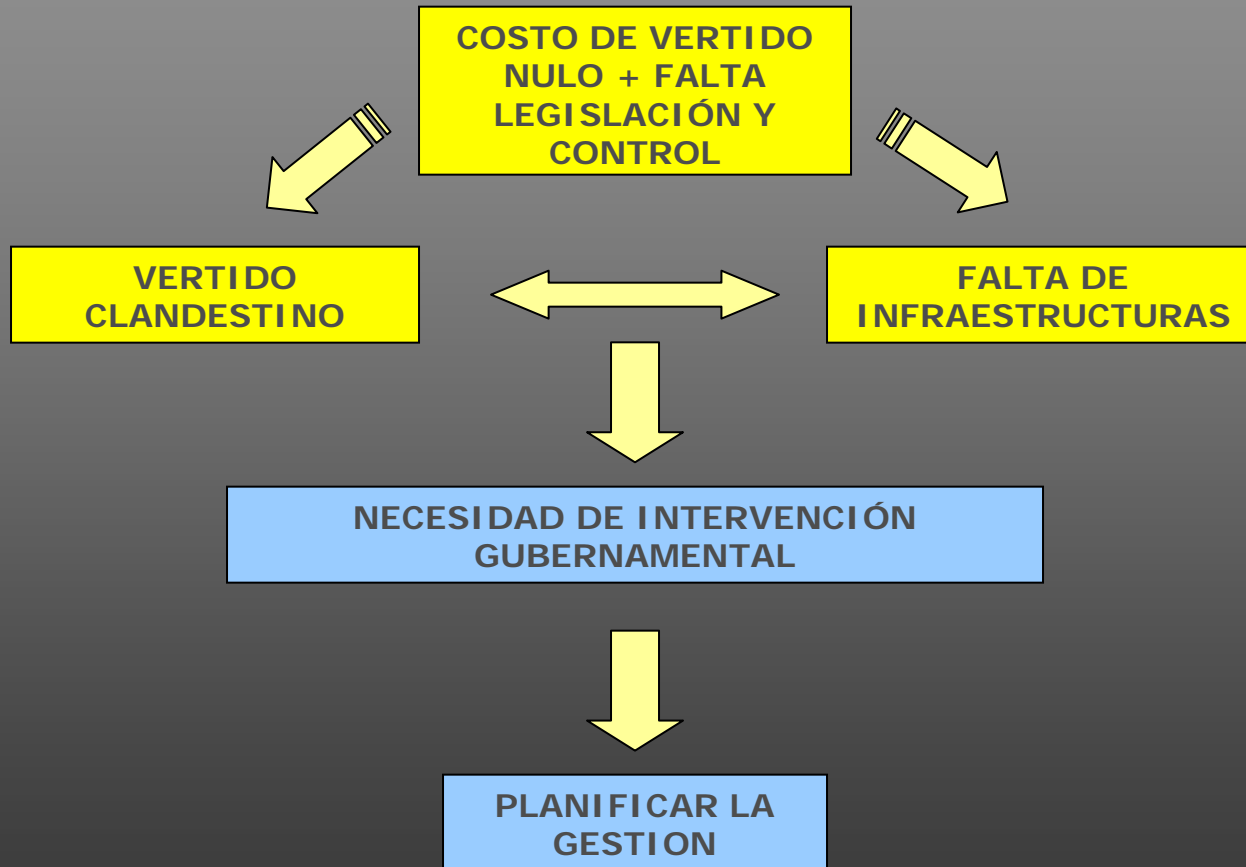 COSTO DE VERTIDO
NULO + FALTA
LEGISLACIÓN Y
CONTROL
VERTIDO
CLANDESTINO
FALTA DE
INFRAESTRUCTURAS
NECESIDAD DE INTERVENCIÓN
GUBERNAMENTAL
PLANIFICAR LA
GESTION